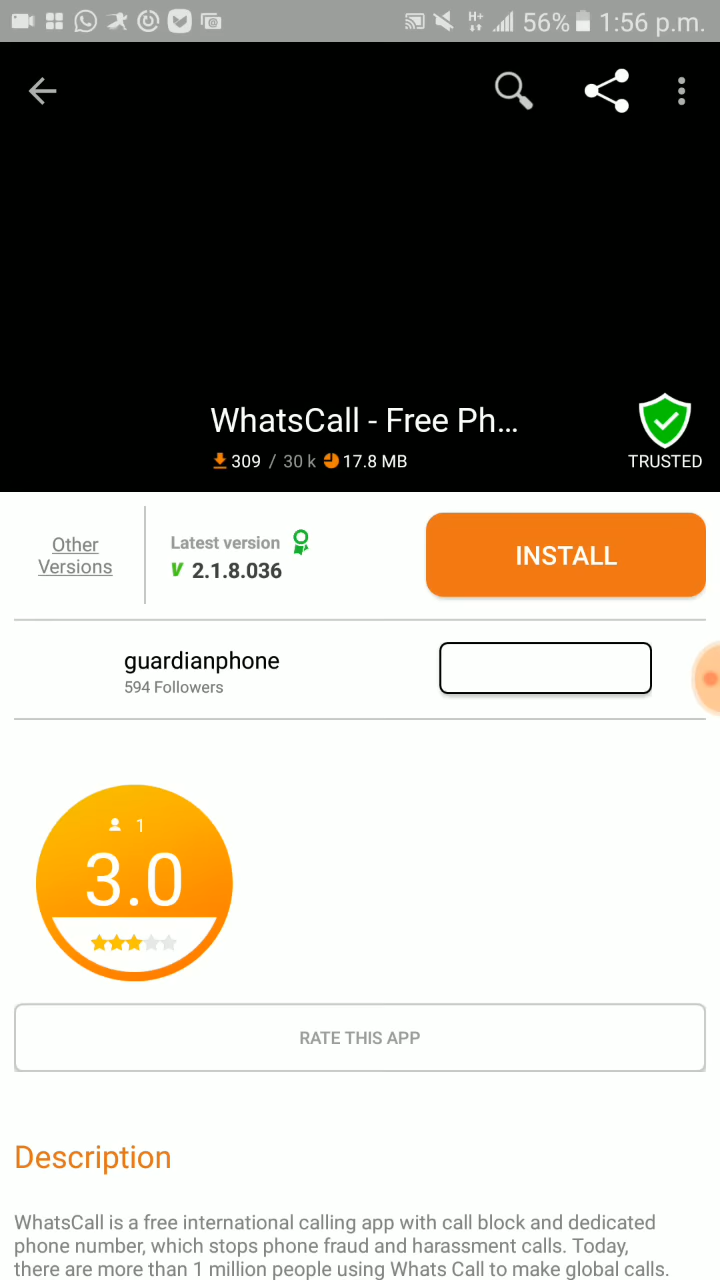 H+ 56% 1:56 p.m.
WhatsCall - Free Ph...
309 / 30 k 17.8 MB
TRUSTED
Other
Versions
Latest version
V 2.1.8.036
INSTALL
guardianphone
594 Followers
1
3.0
RATE THIS APP
Description
WhatsCall is a free international calling app with call block and dedicated
phone number, which stops phone fraud and harassment calls. Today,
there are more than 1 million people using Whats Call to make global calls.